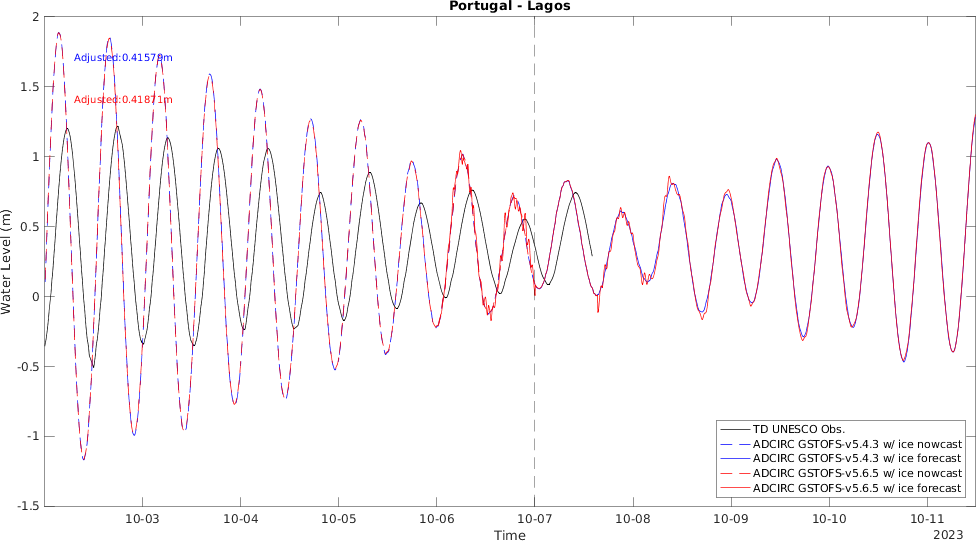 Portugal - Lagos
2
1.5
1
0.5
0
-0.5
-1
-1.5
Water Level (m)
Adjusted:0.41579m
Adjusted:0.41871m
TD UNESCO Obs.
ADCIRC GSTOFS-v5.4.3 w/ ice nowcast
ADCIRC GSTOFS-v5.4.3 w/ ice forecast
ADCIRC GSTOFS-v5.6.5 w/ ice nowcast
ADCIRC GSTOFS-v5.6.5 w/ ice forecast
10-03 10-04 10-05 10-06 10-07 10-08 10-09 10-10 10-11
Time
2023